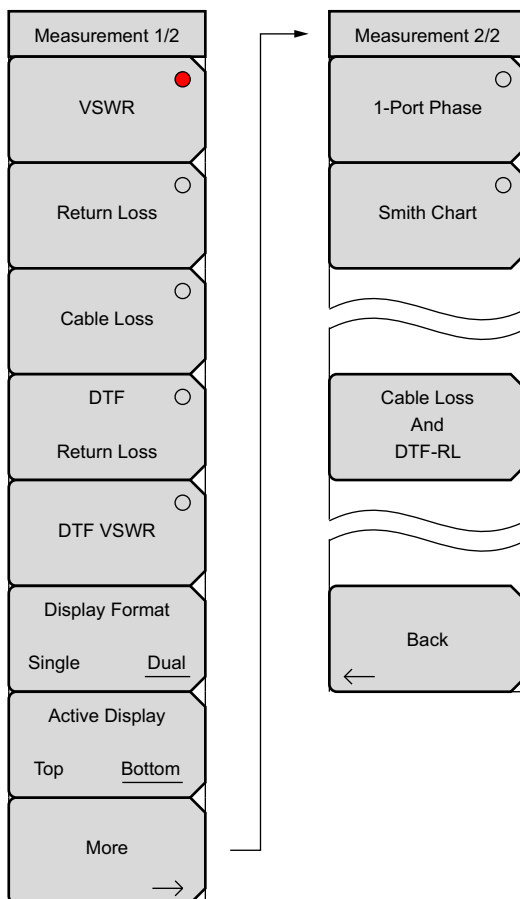 Measurement 1/2
VSWR
Return Loss
Cable Loss
DTF
Return Loss
DTF VSWR
Display Format
Single Dual
Active Display
Top Bottom
More
Measurement 2/2
1-Port Phase
Smith Chart
Cable Loss
And
DTF-RL
Back